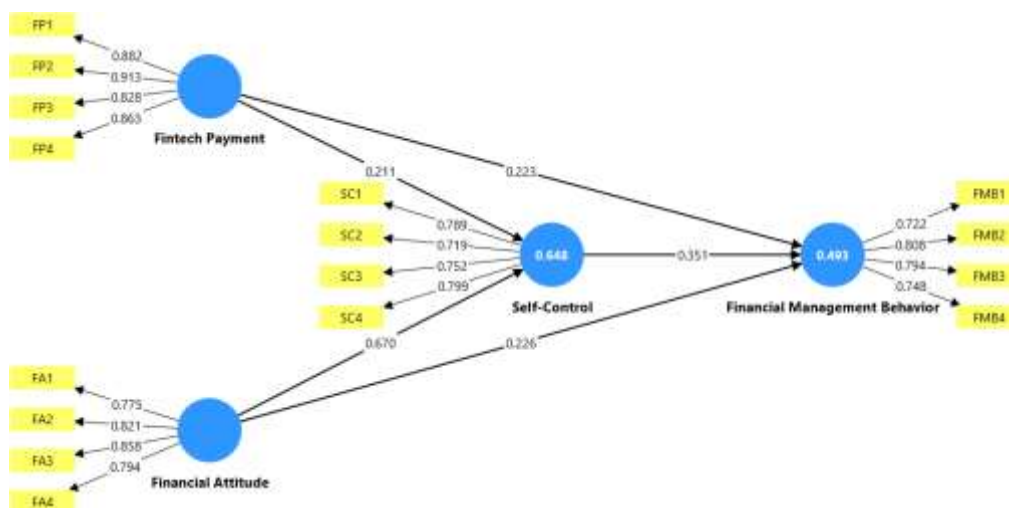 FP1
FP2
FP3
FP4
0.882
0.913
0.828
0.863
Fintech Payment
0.211
0.223
SC1
SC2
SC3
SC4
0.789
0.719
0.752
0.799
0.648
Self-Control
0.351
0.493
Financial Management Behavior
0.722
0.808
0.794
0.748
FMB1
FMB2
FMB3
FMB4
0.670
0.226
FA1
FA2
FA3
FA4
0.775
0.821
0.858
0.794
Financial Attitude